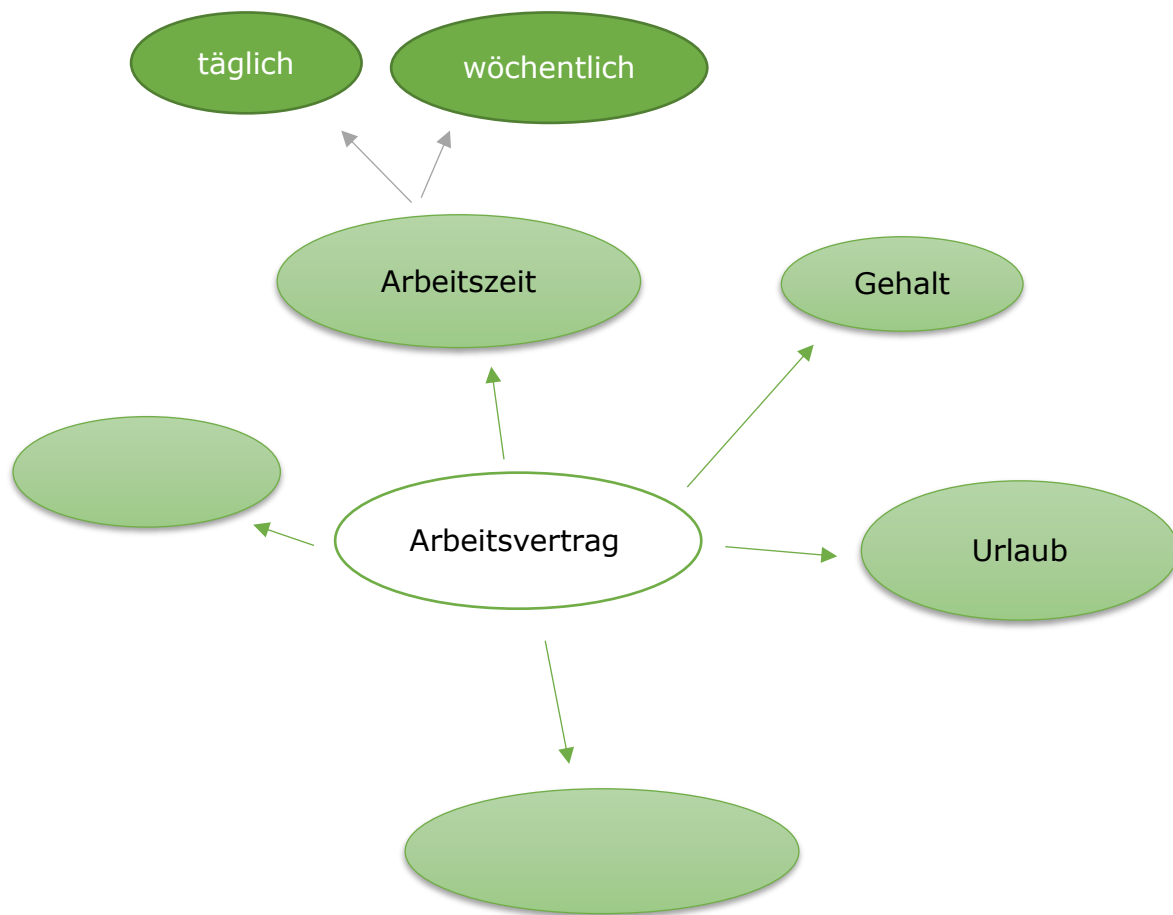 täglich
wöchentlich
Arbeitszeit
Gehalt
Arbeitsvertrag
Urlaub